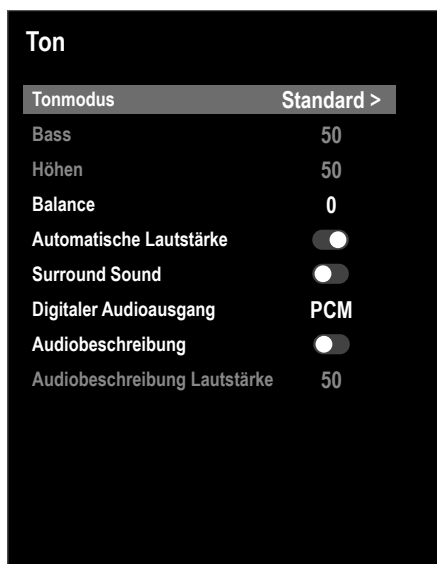 Ton
Tonmodus Standard >
Bass 50
Höhen 50
Balance 0
Automatische Lautstärke
Surround Sound
Digitaler Audioausgang PCM
Audiobeschreibung
Audiobeschreibung Lautstärke 50